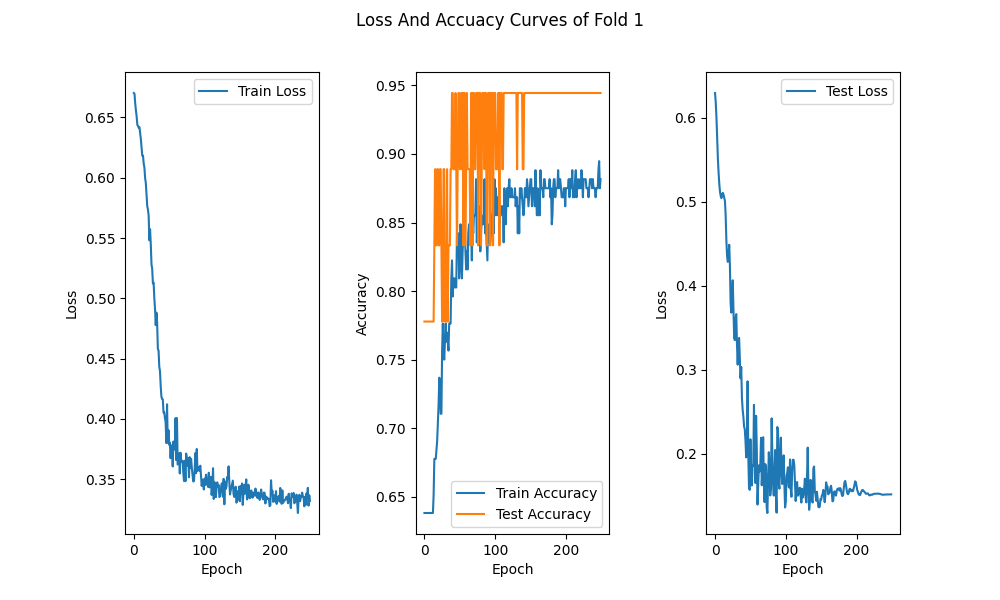 Loss And Accuacy Curves of Fold 1
Train Loss
0.65
0.60
0.55
0.50
0.45
0.40
0.35
Loss
0
100
200
Epoch
0.95
0.90
0.85
0.80
0.75
0.70
0.65
Accuracy
Train Accuracy
Test Accuracy
0
100
200
Epoch
Test Loss
0.6
0.5
0.4
0.3
0.2
Loss
0
100
200
Epoch